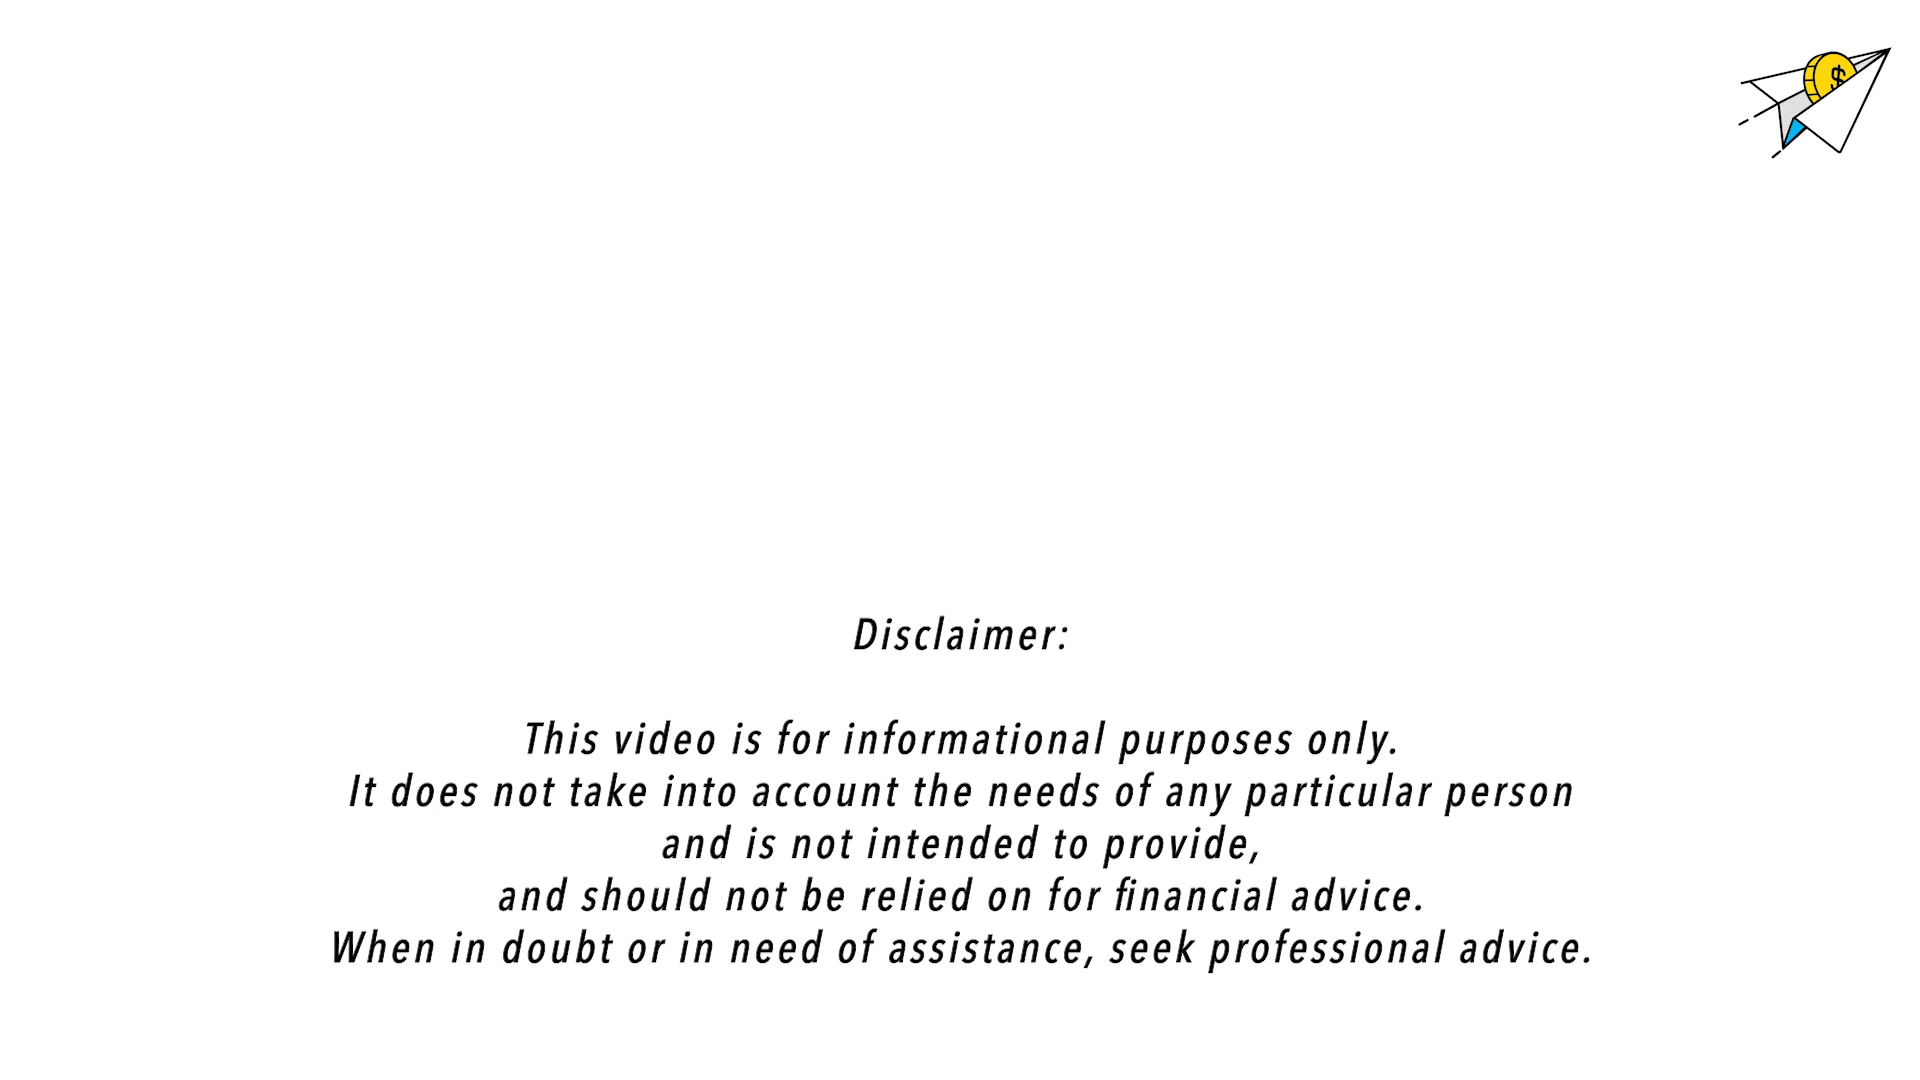 $
Disclaimer:
This video is for informational purposes only.
It does not take into account the needs of any particular person
and is not intended to provide,
and should not be relied on for financial advice.
When in doubt or in need of assistance, seek professional advice.